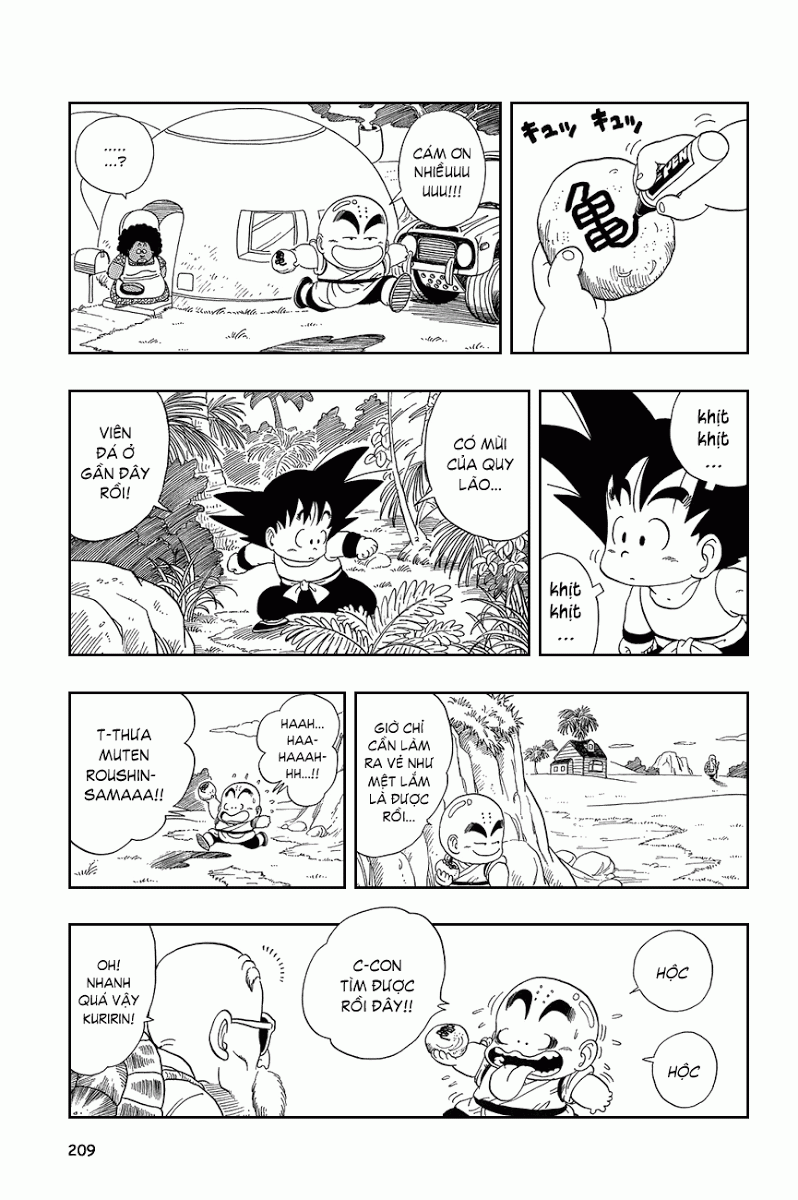 キュッ キュッ
亀
CÁM ƠN
NHIỀUUU
UUU!!!
.....
...?
khịt
khịt
...
khịt
khịt
...
CÓ MÙI
CỦA QUY
LÀO...
VIÊN
ĐÁ Ở
GẦN ĐÂY
RỒI!
GIỜ CHỈ
CẦN LÀM
RA VẺ NHƯ
MỆT LẮM
LÀ ĐƯỢC
RỒI...
HAAH...
HAA-
HAAAH-
HH...!!
T-THƯA
MUTEN
ROUSHIN-
SAMAAA!!
HỘC
HỘC
C-CON
TÌM ĐƯỢC
RỒI ĐÂY!!
OH!
NHANH
QUÁ VẬY
KURIRIN!
209